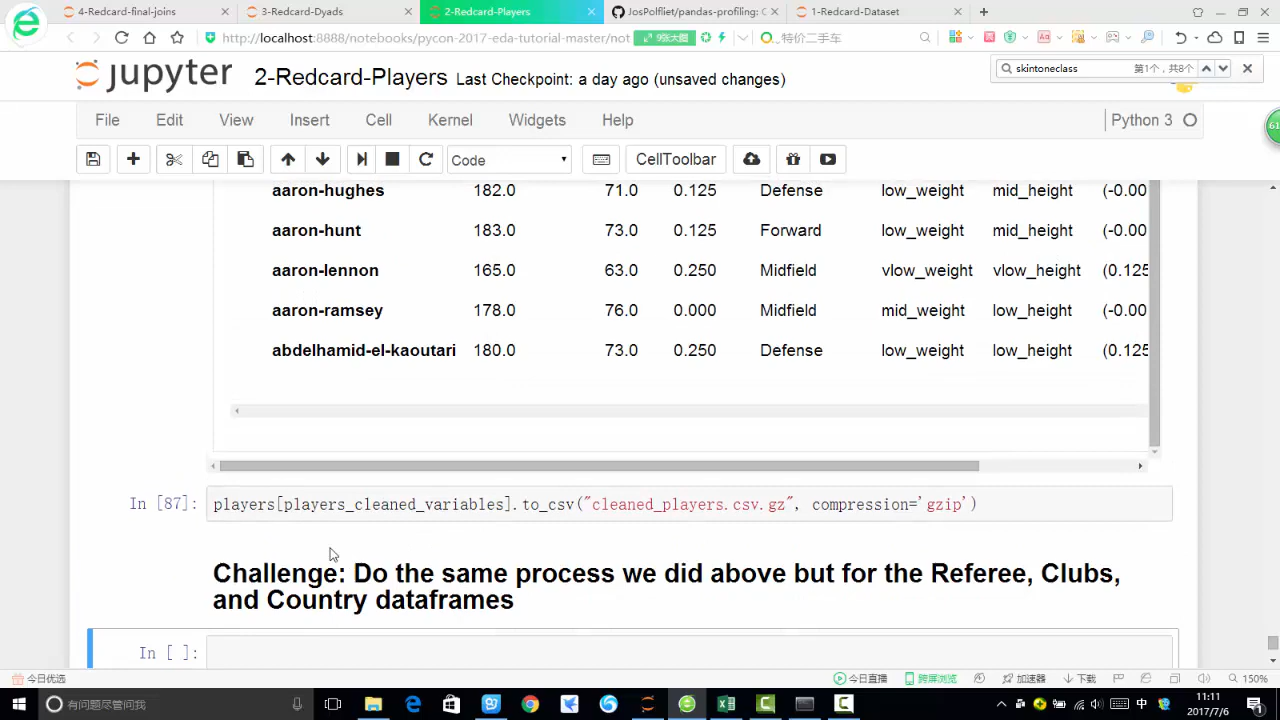 4-Redcard-final-joins
3-Redcard-Dyads
2-Redcard-Players
JosPolfliet/pandas-profiling: C
1-Redcard-Dataset
http://localhost:8888/notebooks/pycon-2017-eda-tutorial-master/not
9张大图
特价二手车
jupyter
2-Redcard-Players Last Checkpoint: a day ago (unsaved changes)
skintoneclass
第1个，共8个
File Edit View Insert Cell Kernel Widgets Help
Python 3
Code
CellToolbar
61
aaron-hughes 182.0 71.0 0.125 Defense low_weight mid_height (-0.00
aaron-hunt 183.0 73.0 0.125 Forward low_weight mid_height (-0.00
aaron-lennon 165.0 63.0 0.250 Midfield vlow_weight vlow_height (0.125
aaron-ramsey 178.0 76.0 0.000 Midfield mid_weight low_height (-0.00
abdelhamid-el-kaoutari 180.0 73.0 0.250 Defense low_weight low_height (0.125
In [87]: players[players_cleaned_variables].to_csv("cleaned_players.csv.gz", compression='gzip')
Challenge: Do the same process we did above but for the Referee, Clubs,
and Country dataframes
In [ ]:
今日优选
今日直播
跨屏浏览
加速器
下载
150%
有问题尽管问我
中
11:11
2017/7/6